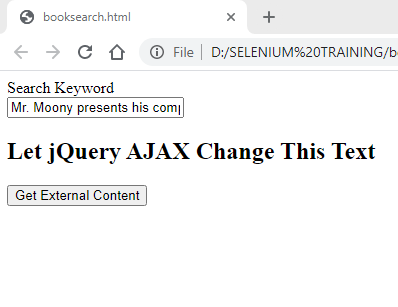 booksearch.html
File | D:/SELENIUM%20TRAINING/b
Search Keyword
Mr. Moony presents his comp
Let jQuery AJAX Change This Text
Get External Content